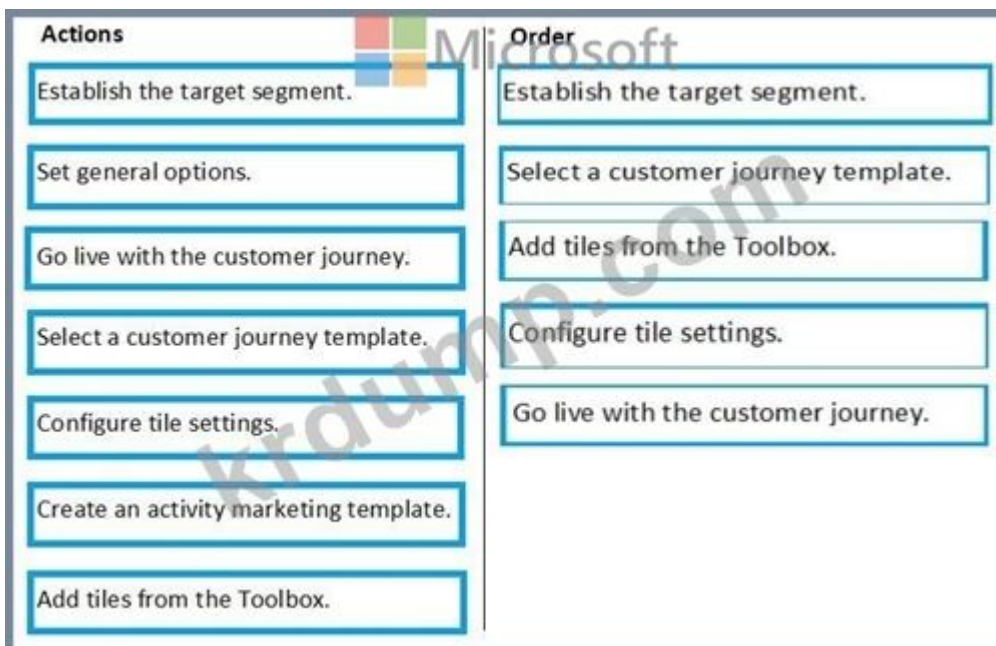 Actions
Establish the target segment.
Set general options.
Go live with the customer journey.
Select a customer journey template.
Configure tile settings.
Create an activity marketing template.
Add tiles from the Toolbox.
Microsoft
Order
Establish the target segment.
Select a customer journey template.
Add tiles from the Toolbox.
Configure tile settings.
Go live with the customer journey.
krdump.com